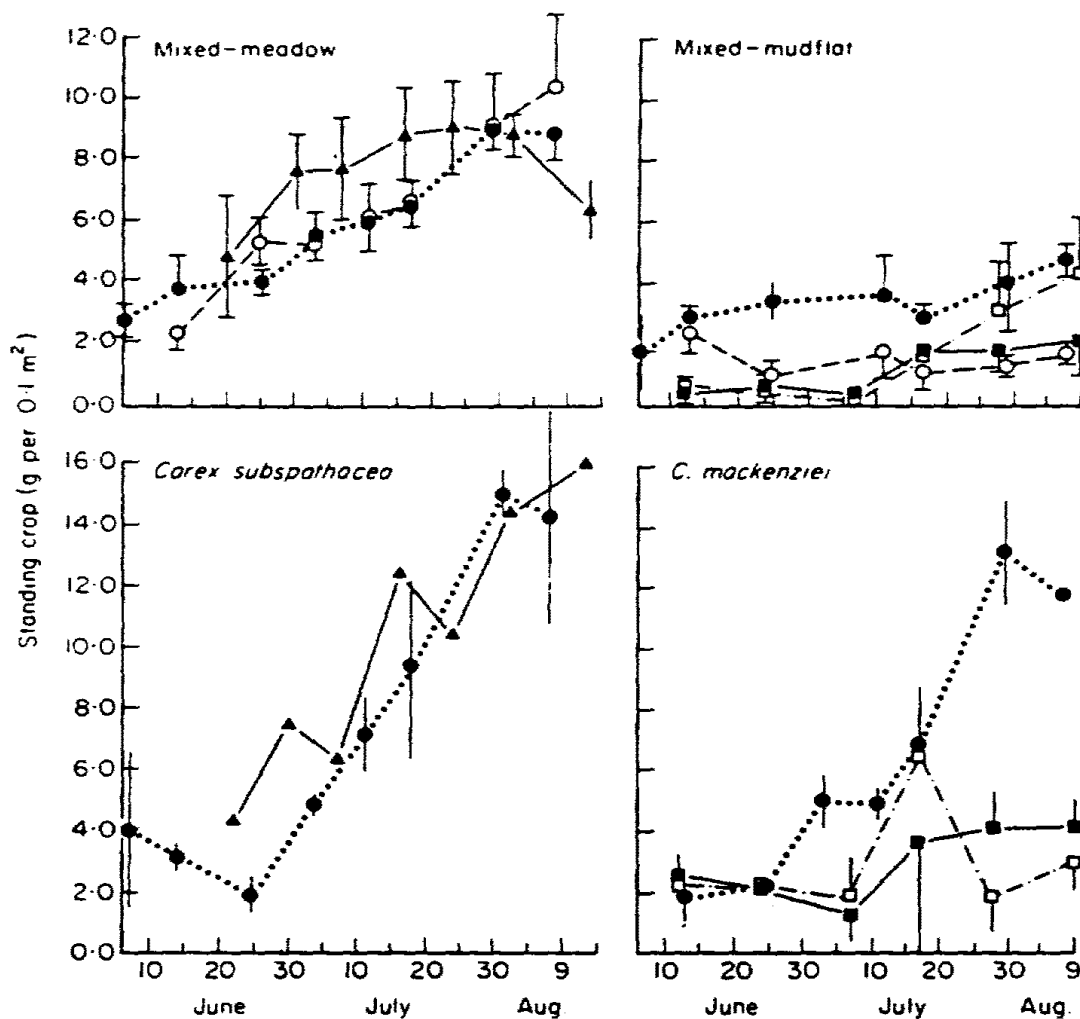 Mixed-meadow
Mixed-mudflat
12·0
10·0
8·0
6·0
4·0
2·0
0·0
Standing crop (g per 0·1 m²)
Carex subspathacea
C. mackenziei
16·0
14·0
12·0
10·0
8·0
6·0
4·0
2·0
0·0
10 20 30 10 20 30 9
June July Aug.
10 20 30 10 20 30 9
June July Aug.